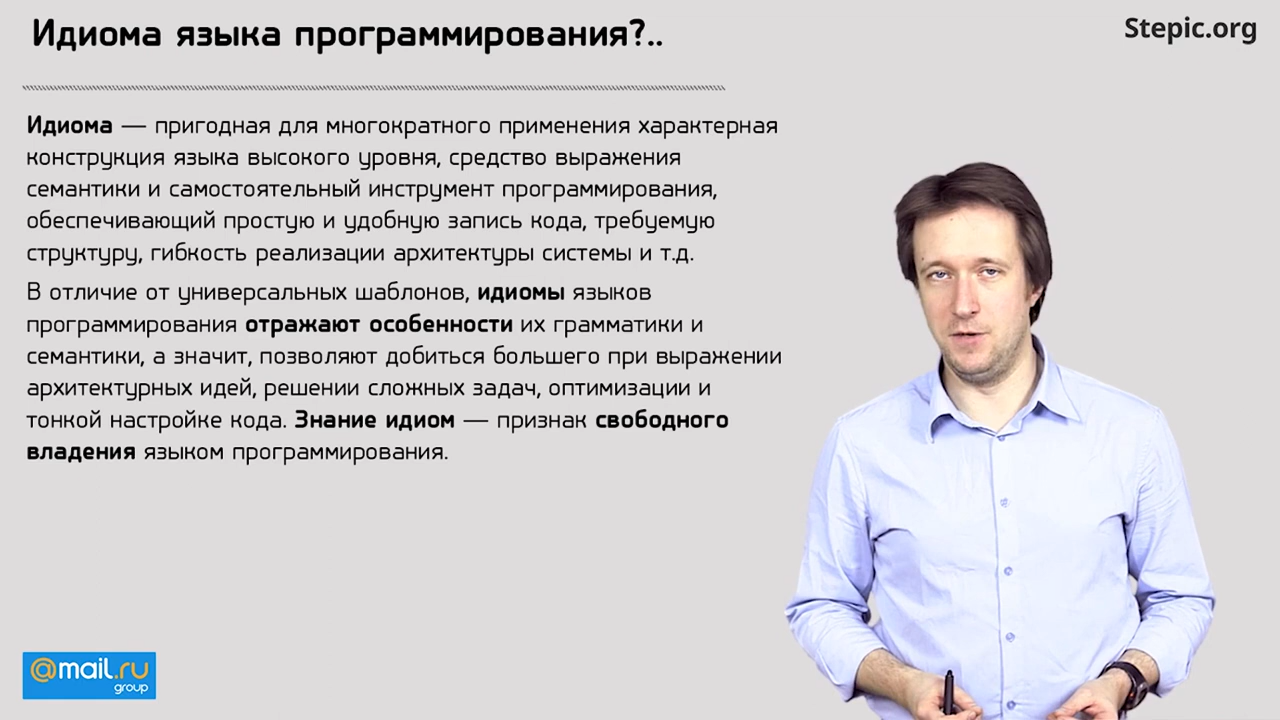 Идиома языка программирования?..
Stepic.org
Идиома — пригодная для многократного применения характерная
конструкция языка высокого уровня, средство выражения
семантики и самостоятельный инструмент программирования,
обеспечивающий простую и удобную запись кода, требуемую
структуру, гибкость реализации архитектуры системы и т.д.
В отличие от универсальных шаблонов, идиомы языков
программирования отражают особенности их грамматики и
семантики, а значит, позволяют добиться большего при выражении
архитектурных идей, решении сложных задач, оптимизации и
тонкой настройке кода. Знание идиом — признак свободного
владения языком программирования.
@mail.ru
group